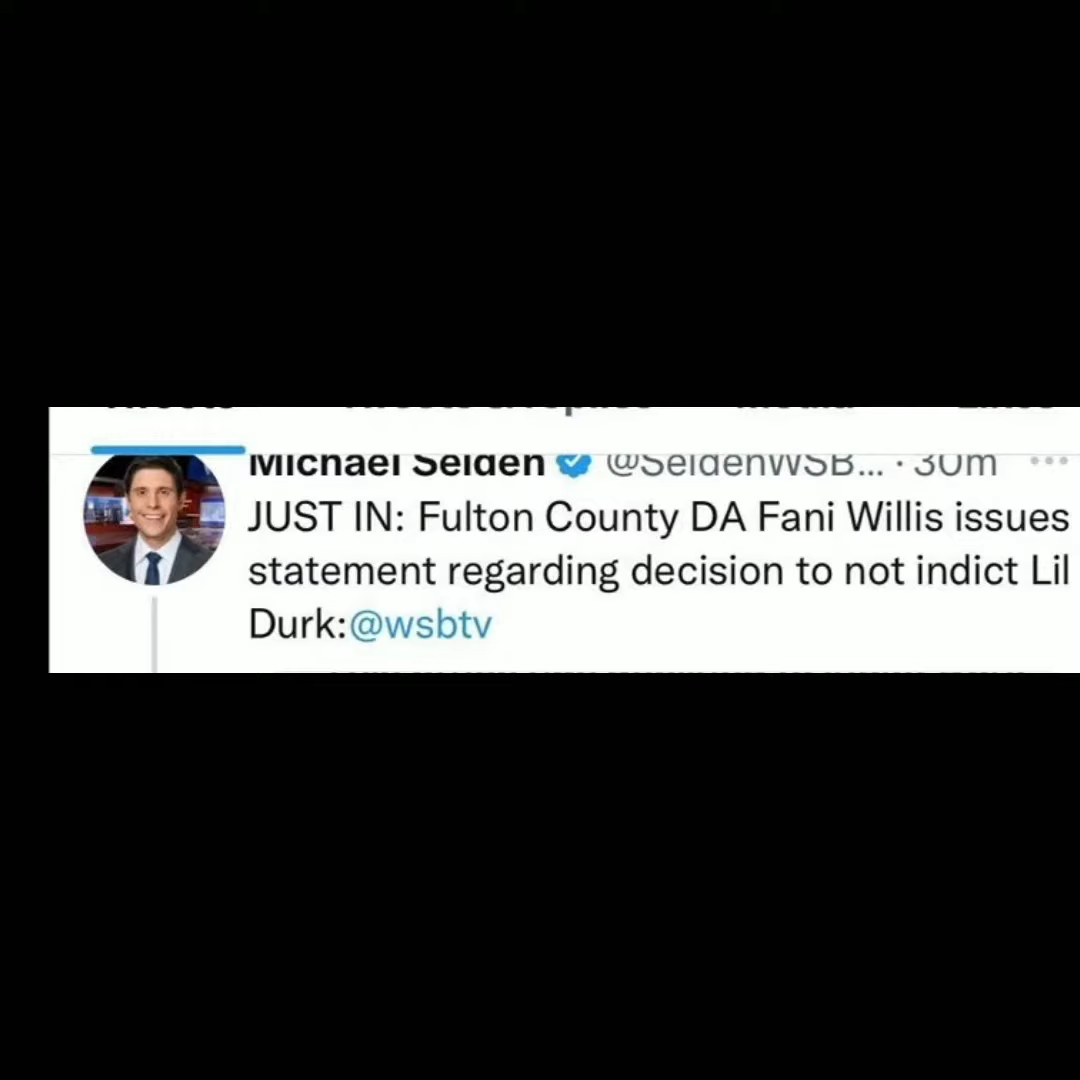 Michael Seiden @SeidenWSB... · 30m
JUST IN: Fulton County DA Fani Willis issues
statement regarding decision to not indict Lil
Durk:@wsbtv